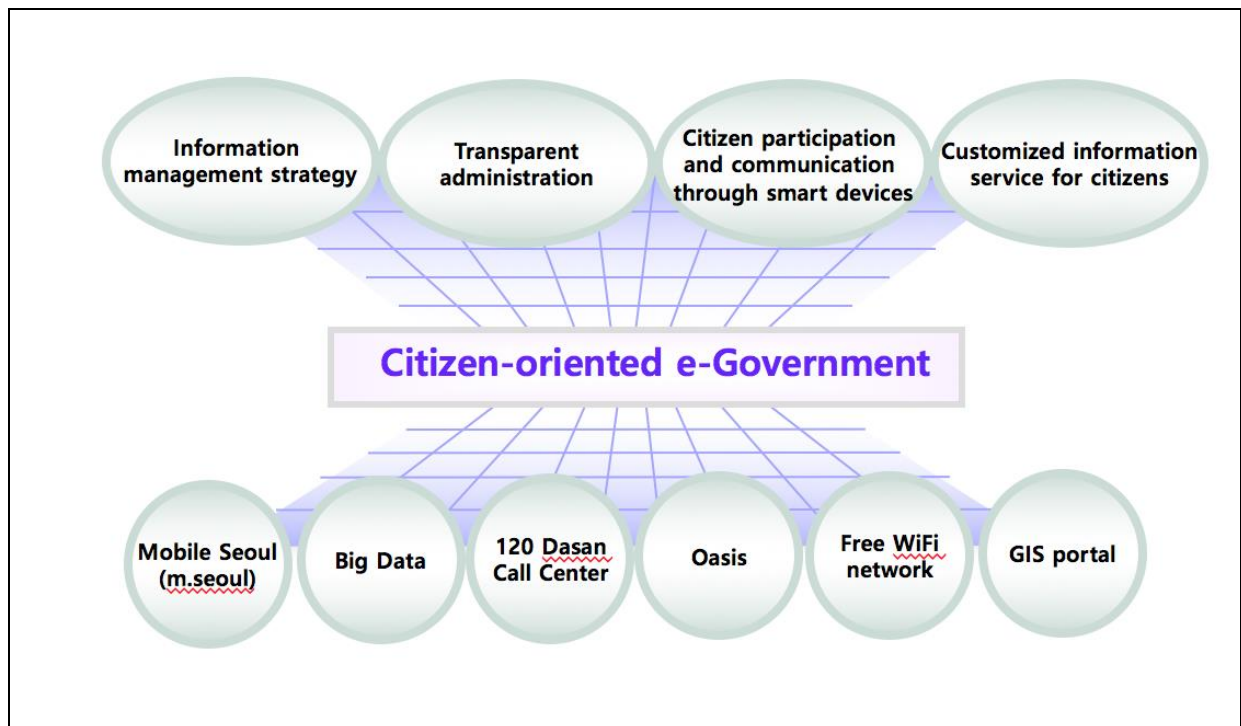 Information
management strategy
Transparent
administration
Citizen participation
and communication
through smart devices
Customized information
service for citizens
Citizen-oriented e-Government
Mobile Seoul
(m.seoul)
Big Data
120 Dasan
Call Center
Oasis
Free WiFi
network
GIS portal